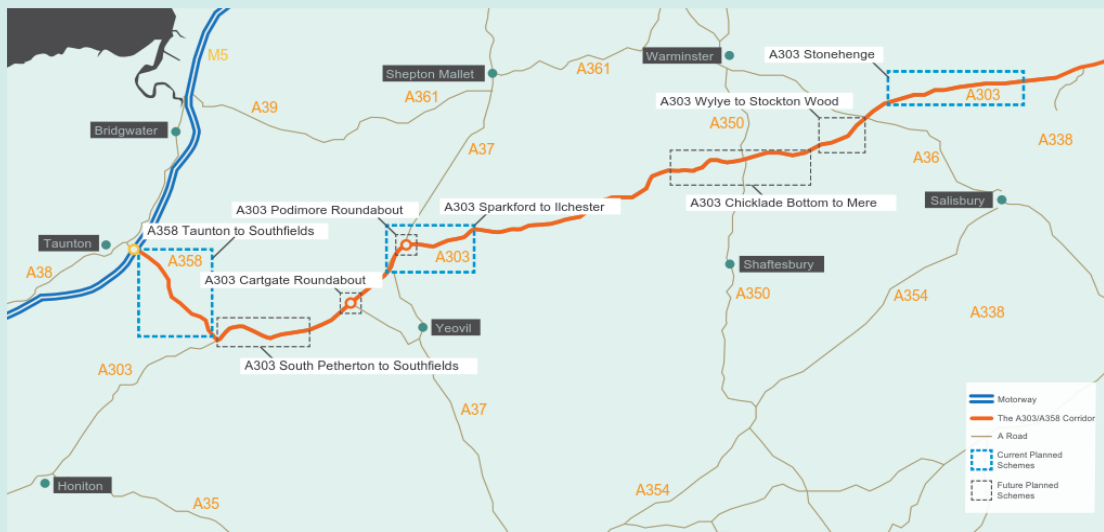 M5
Warminster
A303 Stonehenge
Shepton Mallet
A361
A303
A39
A361
A303 Wylye to Stockton Wood
Bridgwater
A350
A338
A37
A36
A303 Chicklade Bottom to Mere
Salisbury
A303 Podimore Roundabout
A303 Sparkford to Ilchester
A358 Taunton to Southfields
Taunton
A358
A303
A38
A303 Cartgate Roundabout
Shaftesbury
A350
A354
A338
Yeovil
A303
A303 South Petherton to Southfields
A37
Honiton
A35
A354
Motorway
The A303/A358 Corridor
A Road
Current Planned
Schemes
Future Planned
Schemes